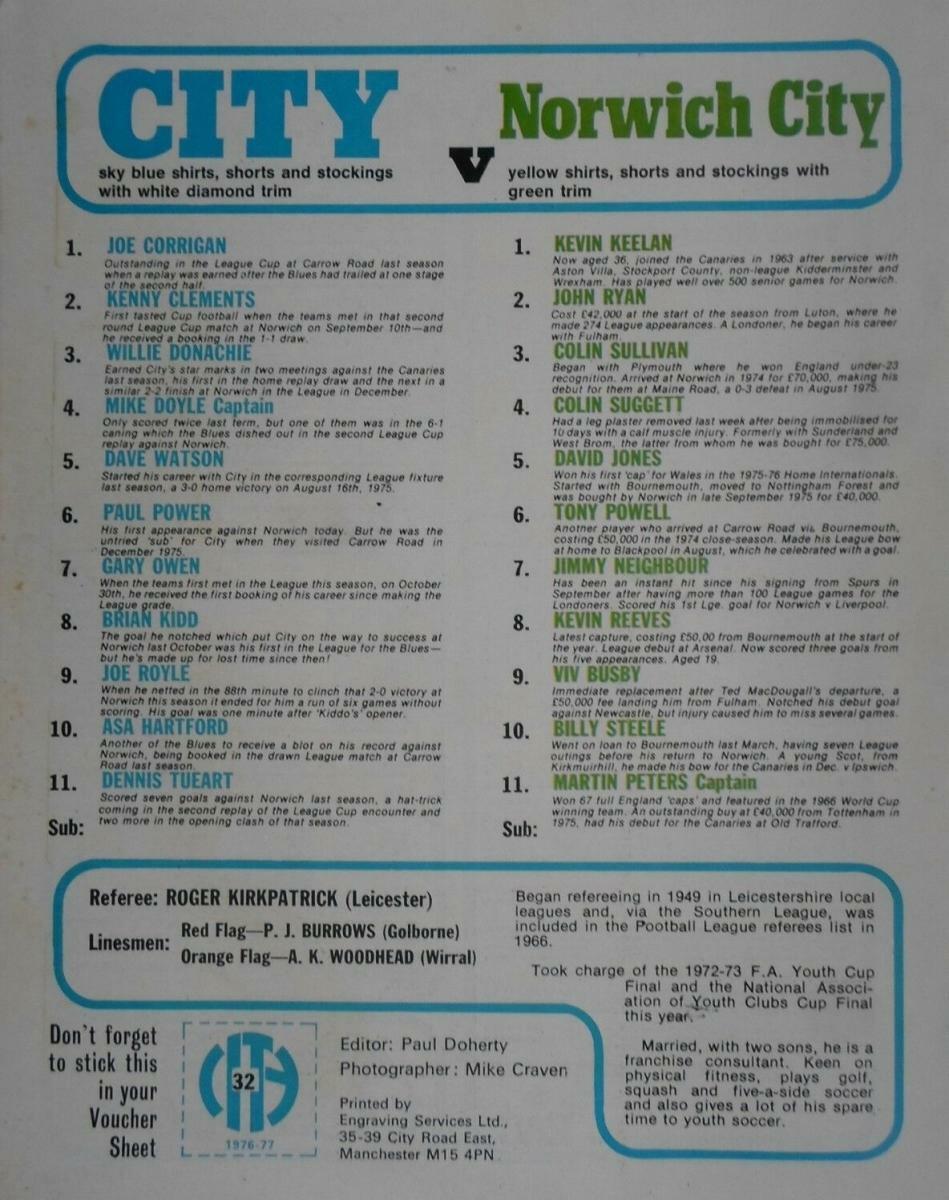 CITY
v
Norwich City
sky blue shirts, shorts and stockings
with white diamond trim
yellow shirts, shorts and stockings with
green trim
1. JOE CORRIGAN
Outstanding in the League Cup at Carrow Road last season
when a replay was earned after the Blues had trailed at one stage
of the second half.
2. KENNY CLEMENTS
First tasted Cup football when the teams met in that second
round League Cup match at Norwich on September 10th—and
he received a booking in the 1-1 draw.
3. WILLIE DONACHIE
Earned City's star marks in two meetings against the Canaries
last season, his first in the home replay draw and the next in a
similar 2-2 finish at Norwich in the League in December.
4. MIKE DOYLE Captain
Only scored twice last term, but one of them was in the 6-1
caning which the Blues dished out in the second League Cup
replay against Norwich.
5. DAVE WATSON
Started his career with City in the corresponding League fixture
last season, a 3-0 home victory on August 16th, 1975.
6. PAUL POWER
His first appearance against Norwich today. But he was the
untried 'sub' for City when they visited Carrow Road in
December 1975.
7. GARY OWEN
When the teams first met in the League this season, on October
30th, he received the first booking of his career since making the
League grade.
8. BRIAN KIDD
The goal he notched which put City on the way to success at
Norwich last October was his first in the League for the Blues—
but he's made up for lost time since then!
9. JOE ROYLE
When he netted in the 88th minute to clinch that 2-0 victory at
Norwich this season it ended for him a run of six games without
scoring. His goal was one minute after 'Kiddo's' opener.
10. ASA HARTFORD
Another of the Blues to receive a blot on his record against
Norwich, being booked in the drawn League match at Carrow
Road last season.
11. DENNIS TUEART
Scored seven goals against Norwich last season, a hat-trick
coming in the second replay of the League Cup encounter and
two more in the opening clash of that season.
Sub:
1. KEVIN KEELAN
Now aged 36, joined the Canaries in 1963 after service with
Aston Villa, Stockport County, non-league Kidderminster and
Wrexham. Has played well over 500 senior games for Norwich.
2. JOHN RYAN
Cost £42,000 at the start of the season from Luton, where he
made 274 League appearances. A Londoner, he began his career
with Fulham.
3. COLIN SULLIVAN
Began with Plymouth where he won England under-23
recognition. Arrived at Norwich in 1974 for £70,000, making his
debut for them at Maine Road, a 0-3 defeat in August 1975.
4. COLIN SUGGETT
Had a leg plaster removed last week after being immobilised for
10 days with a calf muscle injury. Formerly with Sunderland and
West Brom, the latter from whom he was bought for £75,000.
5. DAVID JONES
Won his first 'cap' for Wales in the 1975-76 Home Internationals.
Started with Bournemouth, moved to Nottingham Forest and
was bought by Norwich in late September 1975 for £40,000.
6. TONY POWELL
Another player who arrived at Carrow Road via Bournemouth,
costing £50,000 in the 1974 close-season. Made his League bow
at home to Blackpool in August, which he celebrated with a goal.
7. JIMMY NEIGHBOUR
Has been an instant hit since his signing from Spurs in
September after having more than 100 League games for the
Londoners. Scored his 1st Lge. goal for Norwich v Liverpool.
8. KEVIN REEVES
Latest capture, costing £50,00 from Bournemouth at the start of
the year. League debut at Arsenal. Now scored three goals from
his five appearances. Aged 19.
9. VIV BUSBY
Immediate replacement after Ted MacDougall's departure, a
£50,000 fee landing him from Fulham. Notched his debut goal
against Newcastle, but injury caused him to miss several games.
10. BILLY STEELE
Went on loan to Bournemouth last March, having seven League
outings before his return to Norwich. A young Scot, from
Kirkmuirhill, he made his bow for the Canaries in Dec. v Ipswich.
11. MARTIN PETERS Captain
Won 67 full England 'caps' and featured in the 1966 World Cup
winning team. An outstanding buy at £40,000 from Tottenham in
1975, had his debut for the Canaries at Old Trafford.
Sub:
Referee: ROGER KIRKPATRICK (Leicester)
Linesmen:
Red Flag—P. J. BURROWS (Golborne)
Orange Flag—A. K. WOODHEAD (Wirral)
Began refereeing in 1949 in Leicestershire local
leagues and, via the Southern League, was
included in the Football League referees list in
1966.
Took charge of the 1972-73 F.A. Youth Cup
Final and the National Associ-
ation of Youth Clubs Cup Final
this year.
Married, with two sons, he is a
franchise consultant. Keen on
physical fitness, plays golf,
squash and five-a-side soccer
and also gives a lot of his spare
time to youth soccer.
Don't forget
to stick this
in your
Voucher
Sheet
CITY
32
1976-77
Editor: Paul Doherty
Photographer: Mike Craven
Printed by
Engraving Services Ltd.,
35-39 City Road East,
Manchester M15 4PN